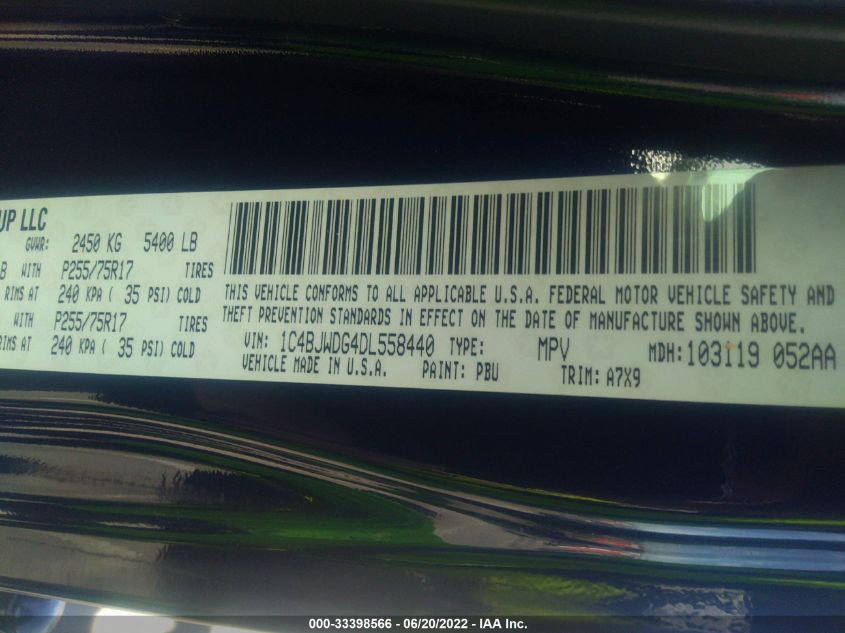 UP LLC
GVWR: 2450 KG 5400 LB
B WITH P255/75R17 TIRES
RIMS AT 240 KPA ( 35 PSI) COLD
WITH P255/75R17 TIRES
RIMS AT 240 KPA ( 35 PSI) COLD
THIS VEHICLE CONFORMS TO ALL APPLICABLE U.S.A. FEDERAL MOTOR VEHICLE SAFETY AND
THEFT PREVENTION STANDARDS IN EFFECT ON THE DATE OF MANUFACTURE SHOWN ABOVE.
VIN: 1C4BJWDG4DL558440 TYPE: MPV MDH: 103119 052AA
VEHICLE MADE IN U.S.A. PAINT: PBU TRIM: A7X9
000-33398566 - 06/20/2022 - IAA Inc.